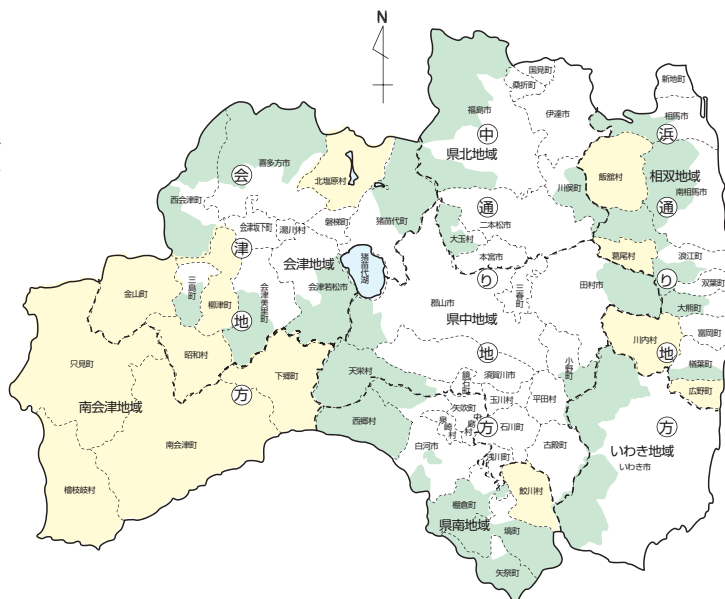 N
国見町
桑折町
新地町
福島市
伊達市
相馬市
中
浜
県北地域
喜多方市
会
北塩原村
飯舘村
相双地域
川俣町
南相馬市
西会津町
猪苗代町
通
通
磐梯町
会津坂下町
湯川村
二本松市
大玉村
津
本宮市
葛尾村
猪苗代湖
会津地域
浪江町
三島町
会津若松市
り
り
金山町
柳津町
会津美里町
田村市
双葉町
郡山市
三春町
大熊町
県中地域
地
川内村
富岡町
昭和村
只見町
下郷町
地
地
小野町
天栄村
鏡石町
須賀川市
楢葉町
広野町
南会津地域
方
矢吹町
玉川村
平田村
西郷村
泉崎村
中島村
方
石川町
方
南会津町
白河市
古殿町
いわき地域
浅川町
いわき市
檜枝岐村
棚倉町
鮫川村
県南地域
塙町
矢祭町